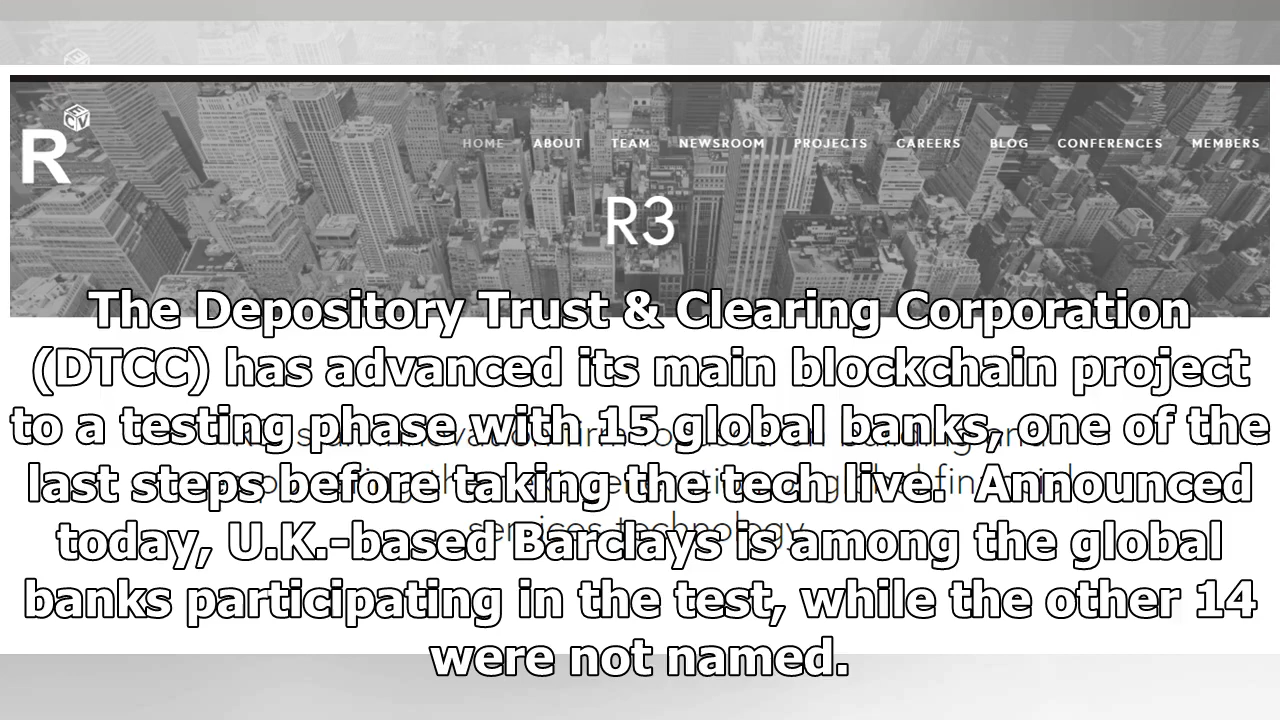 R
CEV
HOME ABOUT TEAM NEWSROOM PROJECTS CAREERS BLOG CONFERENCES MEMBERS
R3
The Depository Trust & Clearing Corporation
(DTCC) has advanced its main blockchain project
to a testing phase with 15 global banks, one of the
last steps before taking the tech live. Announced
today, U.K.-based Barclays is among the global
banks participating in the test, while the other 14
were not named.
services technology.